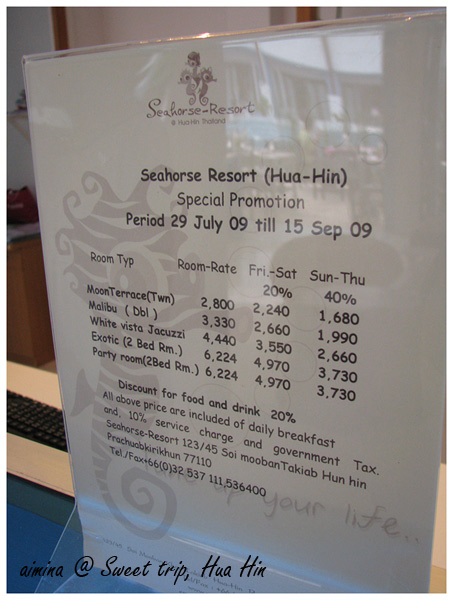 Seahorse-Resort
@ Hua-Hin Thailand
Seahorse Resort (Hua-Hin)
Special Promotion
Period 29 July 09 till 15 Sep 09
Room Typ Room-Rate Fri.-Sat Sun-Thu
20% 40%
MoonTerrace(Twn) 2,800 2,240 1,680
Malibu ( Dbl ) 3,330 2,660 1,990
White vista Jacuzzi 4,440 3,550 2,660
Exotic (2 Bed Rm.) 6,224 4,970 3,730
Party room(2Bed Rm.) 6,224 4,970 3,730
Discount for food and drink 20%
All above price are included of daily breakfast
and, 10% service charge and government Tax.
Seahorse-Resort 123/45 Soi moobanTakiab Hun hin
Prachuabkirikhun 77110
Tel./Fax+66(0)32 537 111,536400
up your life..
aimina @ Sweet trip, Hua Hin